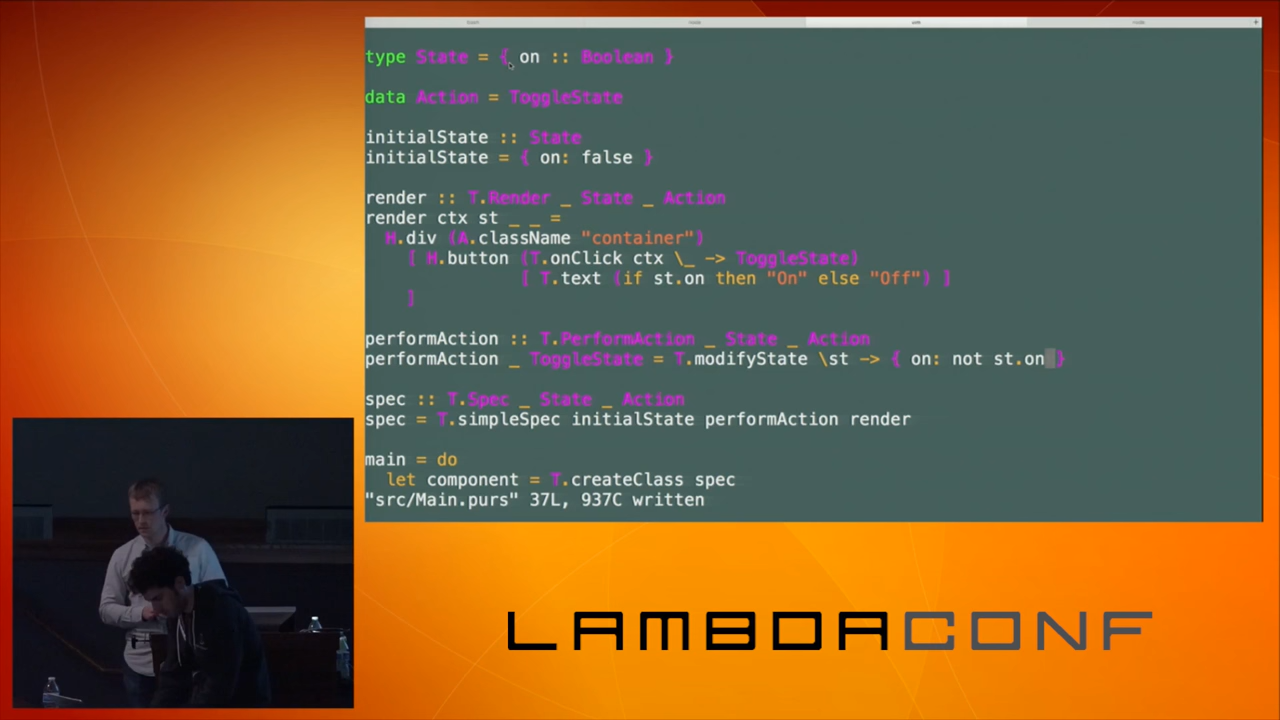 type State = { on :: Boolean }
data Action = ToggleState
initialState :: State
initialState = { on: false }
render :: T.Render _ State _ Action
render ctx st _ _ =
  H.div (A.className "container")
    [ H.button (T.onClick ctx \_ -> ToggleState)
               [ T.text (if st.on then "On" else "Off") ]
    ]
performAction :: T.PerformAction _ State _ Action
performAction _ ToggleState = T.modifyState \st -> { on: not st.on }
spec :: T.Spec _ State _ Action
spec = T.simpleSpec initialState performAction render
main = do
  let component = T.createClass spec
"src/Main.purs" 37L, 937C written
LAMBDACONF